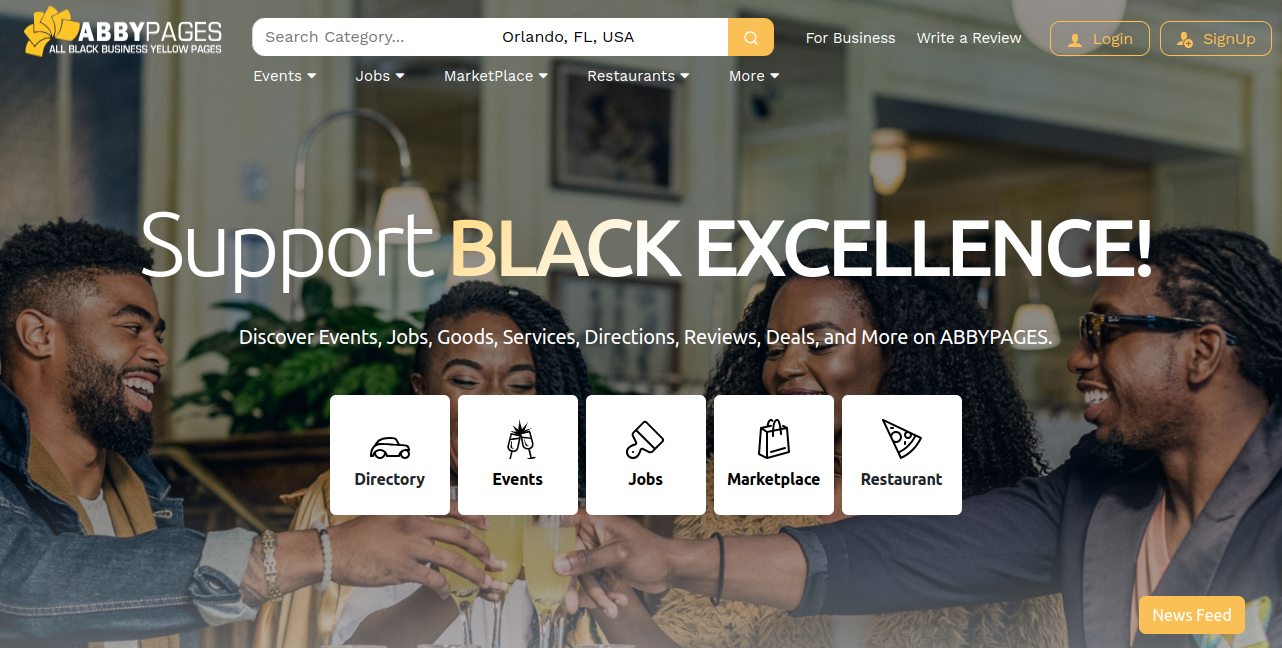 ABBYPAGES
ALL BLACK BUSINESS YELLOW PAGES
Search Category...
Orlando, FL, USA
For Business
Write a Review
Login
SignUp
Events
Jobs
MarketPlace
Restaurants
More
Support BLACK EXCELLENCE!
Discover Events, Jobs, Goods, Services, Directions, Reviews, Deals, and More on ABBYPAGES.
Directory
Events
Jobs
Marketplace
Restaurant
News Feed